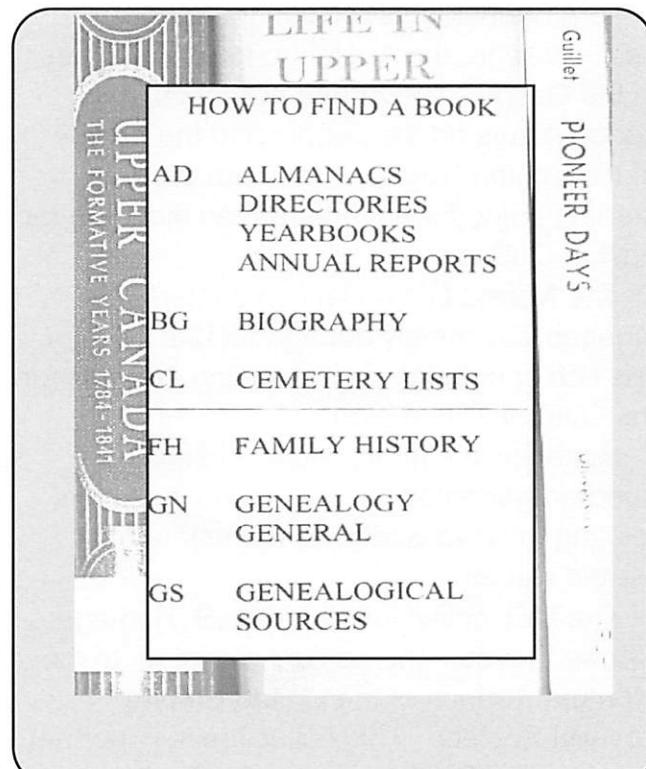 LIFE IN
UPPER
UPPER CANADA
THE FORMATIVE YEARS 1784-1841
Guillet PIONEER DAYS
HOW TO FIND A BOOK
AD ALMANACS
DIRECTORIES
YEARBOOKS
ANNUAL REPORTS
BG BIOGRAPHY
CL CEMETERY LISTS
FH FAMILY HISTORY
GN GENEALOGY
GENERAL
GS GENEALOGICAL
SOURCES